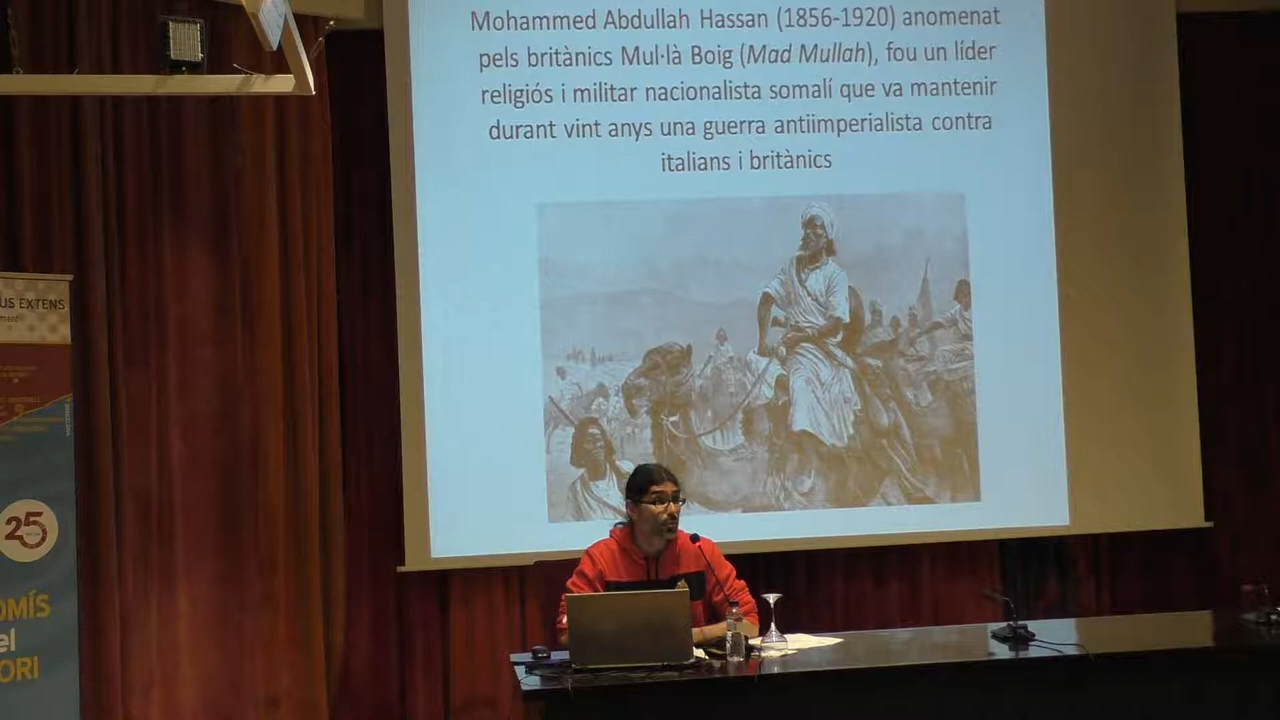 Mohammed Abdullah Hassan (1856-1920) anomenat
pels britànics Mul·là Boig (Mad Mullah), fou un líder
religiós i militar nacionalista somalí que va mantenir
durant vint anys una guerra antiimperialista contra
italians i britànics
US EXTENS
25
OMÍS
el
ORI